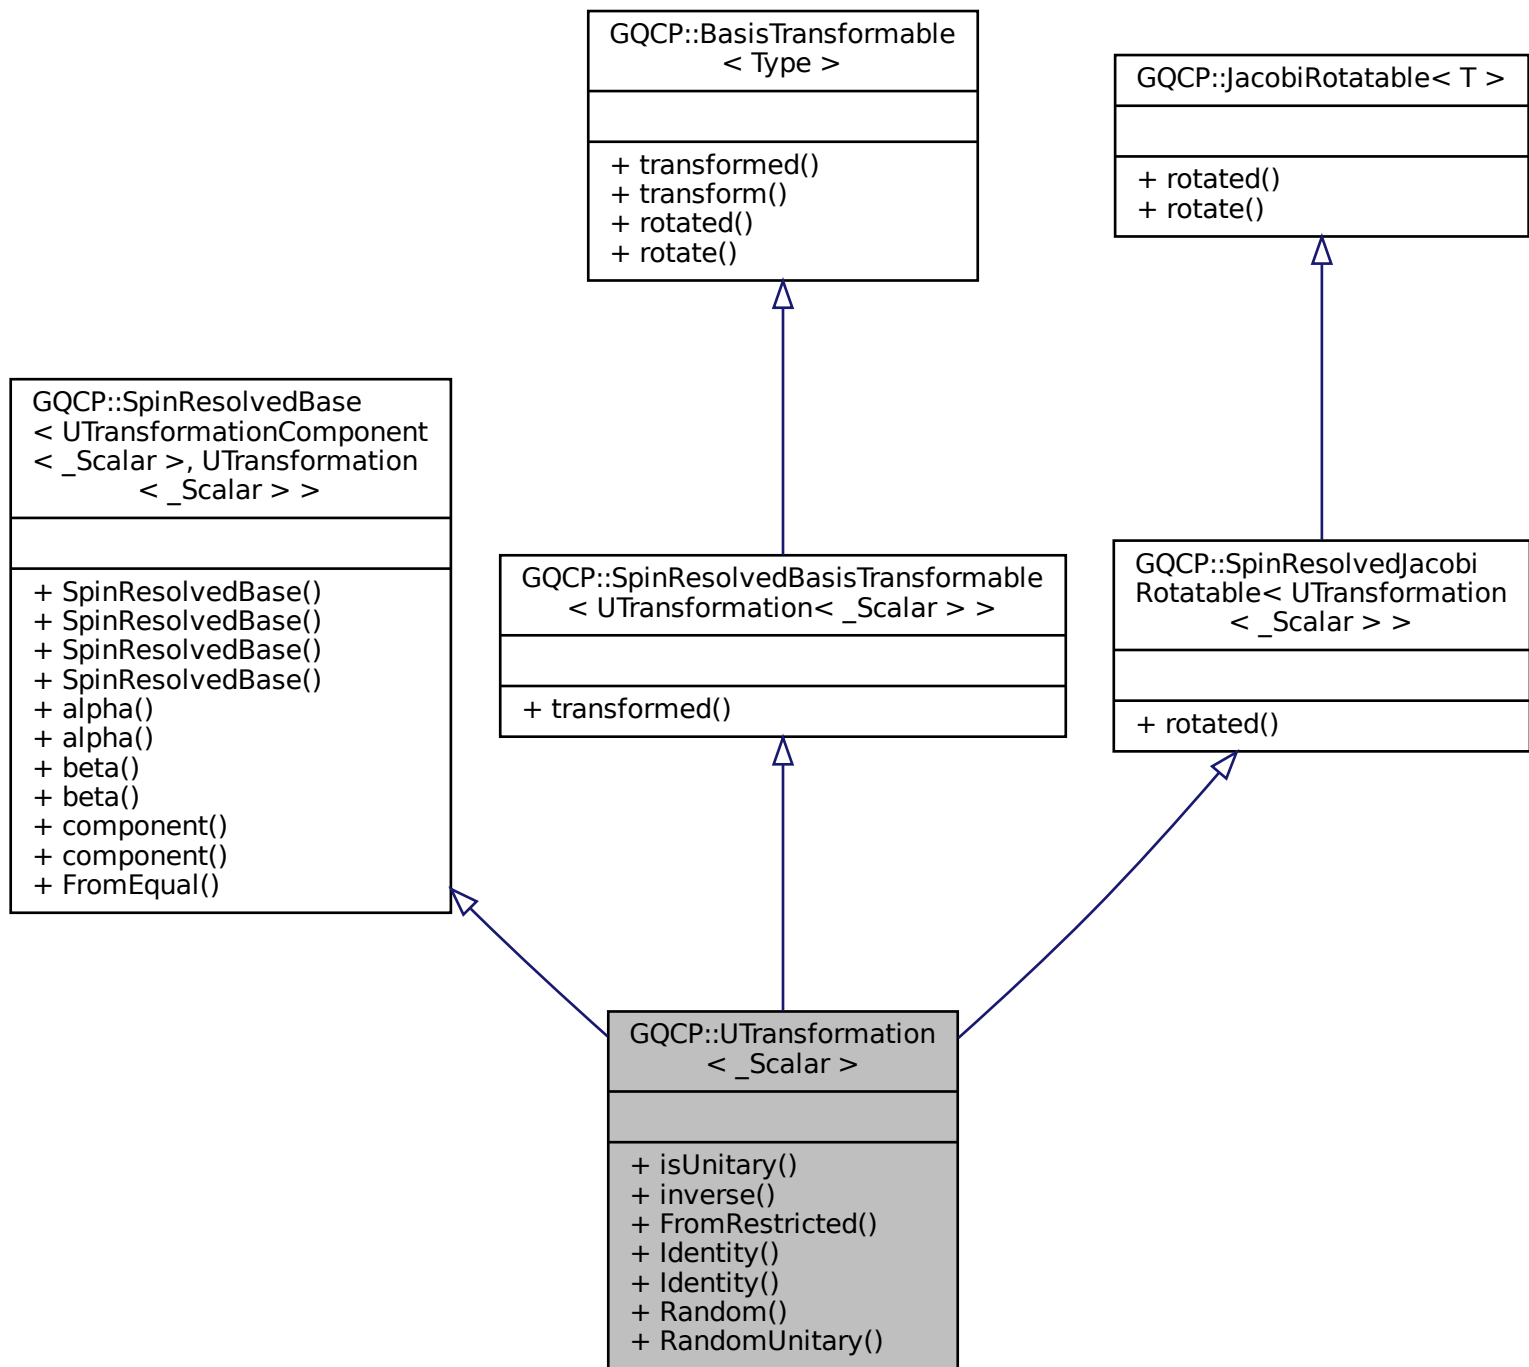 GQCP::BasisTransformable
< Type >
+ transformed()
+ transform()
+ rotated()
+ rotate()
GQCP::JacobiRotatable< T >
+ rotated()
+ rotate()
GQCP::SpinResolvedBase
< UTransformationComponent
< _Scalar >, UTransformation
< _Scalar > >
+ SpinResolvedBase()
+ SpinResolvedBase()
+ SpinResolvedBase()
+ SpinResolvedBase()
+ alpha()
+ alpha()
+ beta()
+ beta()
+ component()
+ component()
+ FromEqual()
GQCP::SpinResolvedBasisTransformable
< UTransformation< _Scalar > >
+ transformed()
GQCP::SpinResolvedJacobi
Rotatable< UTransformation
< _Scalar > >
+ rotated()
GQCP::UTransformation
< _Scalar >
+ isUnitary()
+ inverse()
+ FromRestricted()
+ Identity()
+ Identity()
+ Random()
+ RandomUnitary()